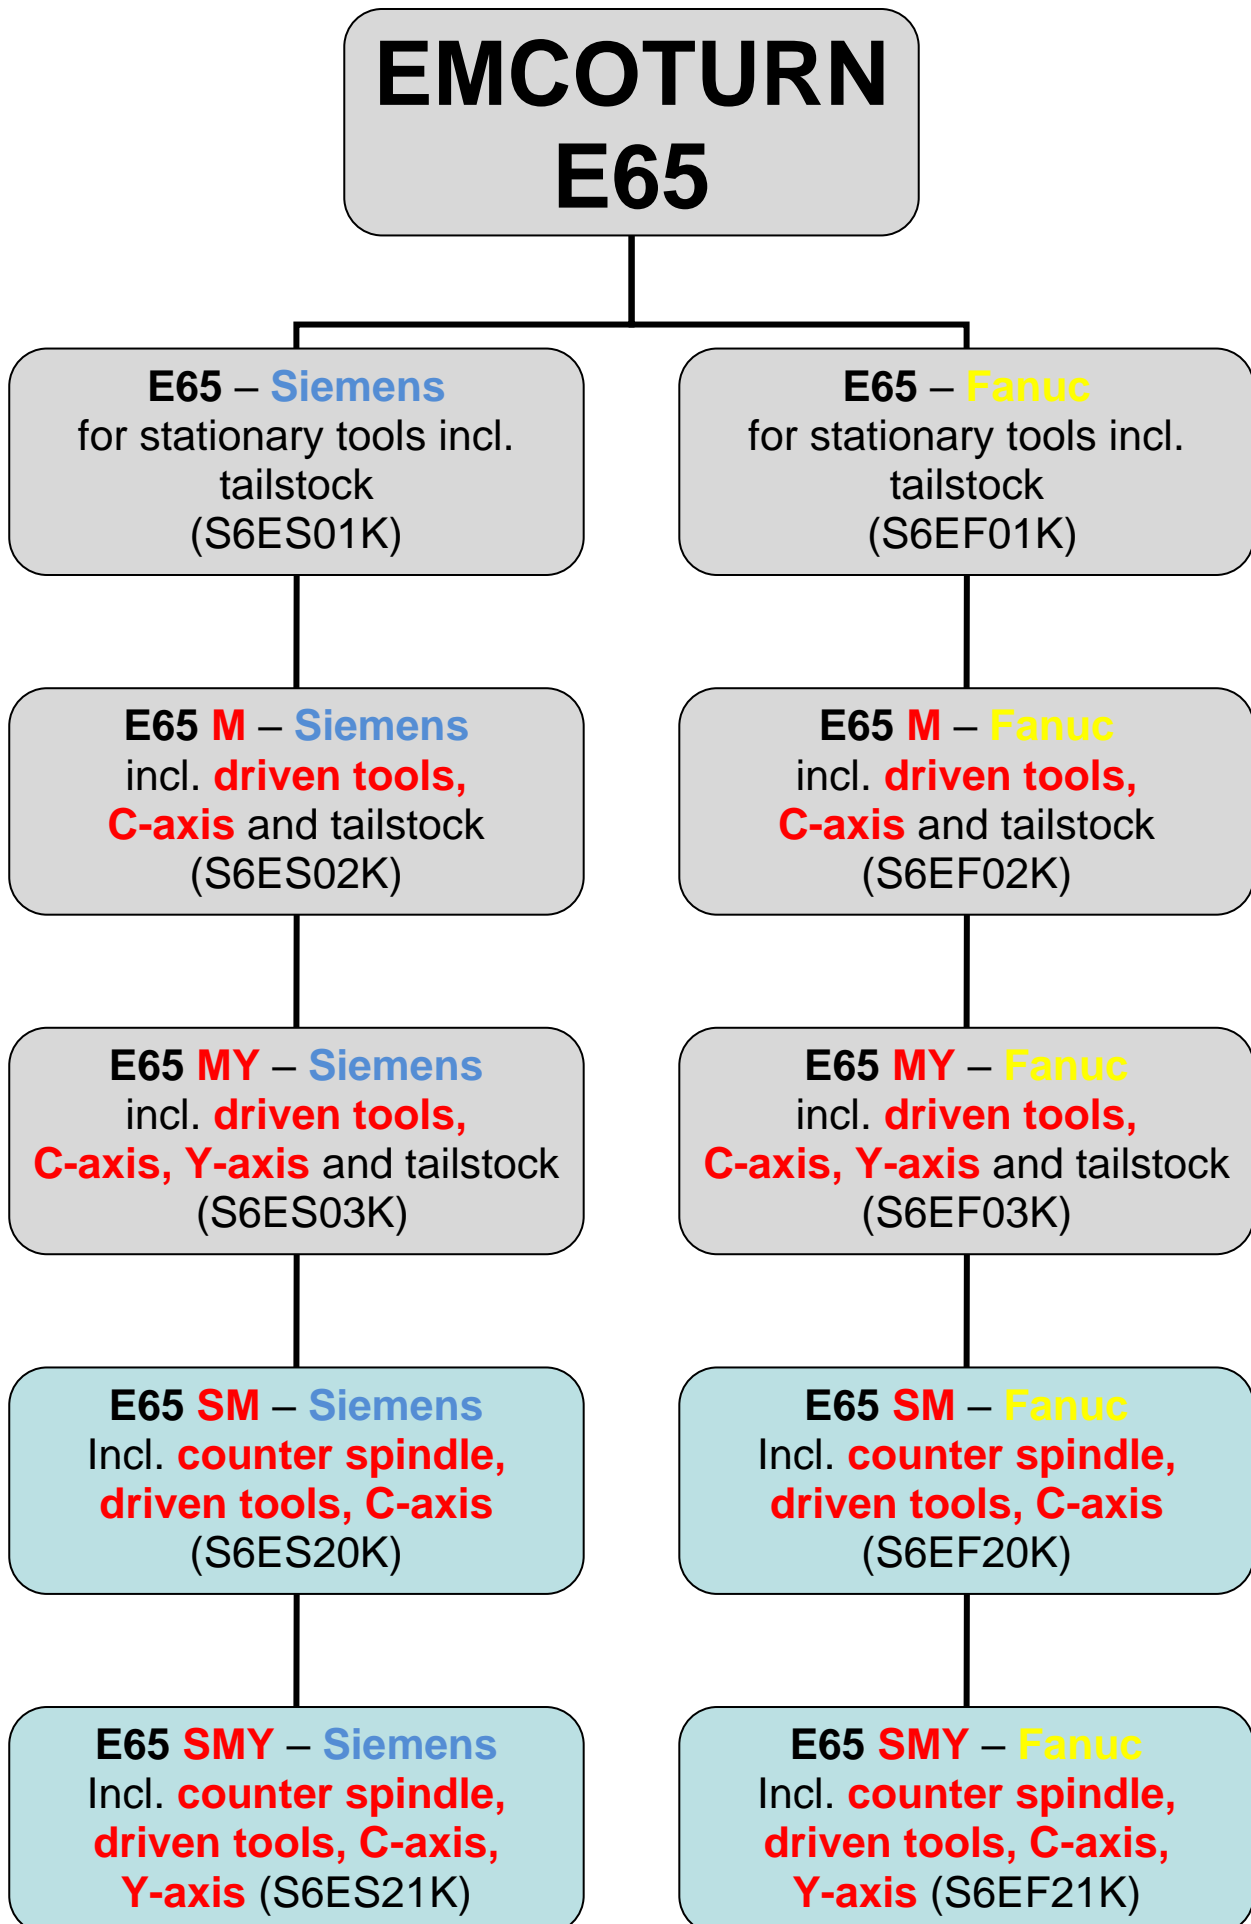 EMCOTURN
E65
E65 – Siemens
for stationary tools incl.
tailstock
(S6ES01K)
E65 – Fanuc
for stationary tools incl.
tailstock
(S6EF01K)
E65 M – Siemens
incl. driven tools,
C-axis and tailstock
(S6ES02K)
E65 M – Fanuc
incl. driven tools,
C-axis and tailstock
(S6EF02K)
E65 MY – Siemens
incl. driven tools,
C-axis, Y-axis and tailstock
(S6ES03K)
E65 MY – Fanuc
incl. driven tools,
C-axis, Y-axis and tailstock
(S6EF03K)
E65 SM – Siemens
Incl. counter spindle,
driven tools, C-axis
(S6ES20K)
E65 SM – Fanuc
Incl. counter spindle,
driven tools, C-axis
(S6EF20K)
E65 SMY – Siemens
Incl. counter spindle,
driven tools, C-axis,
Y-axis (S6ES21K)
E65 SMY – Fanuc
Incl. counter spindle,
driven tools, C-axis,
Y-axis (S6EF21K)